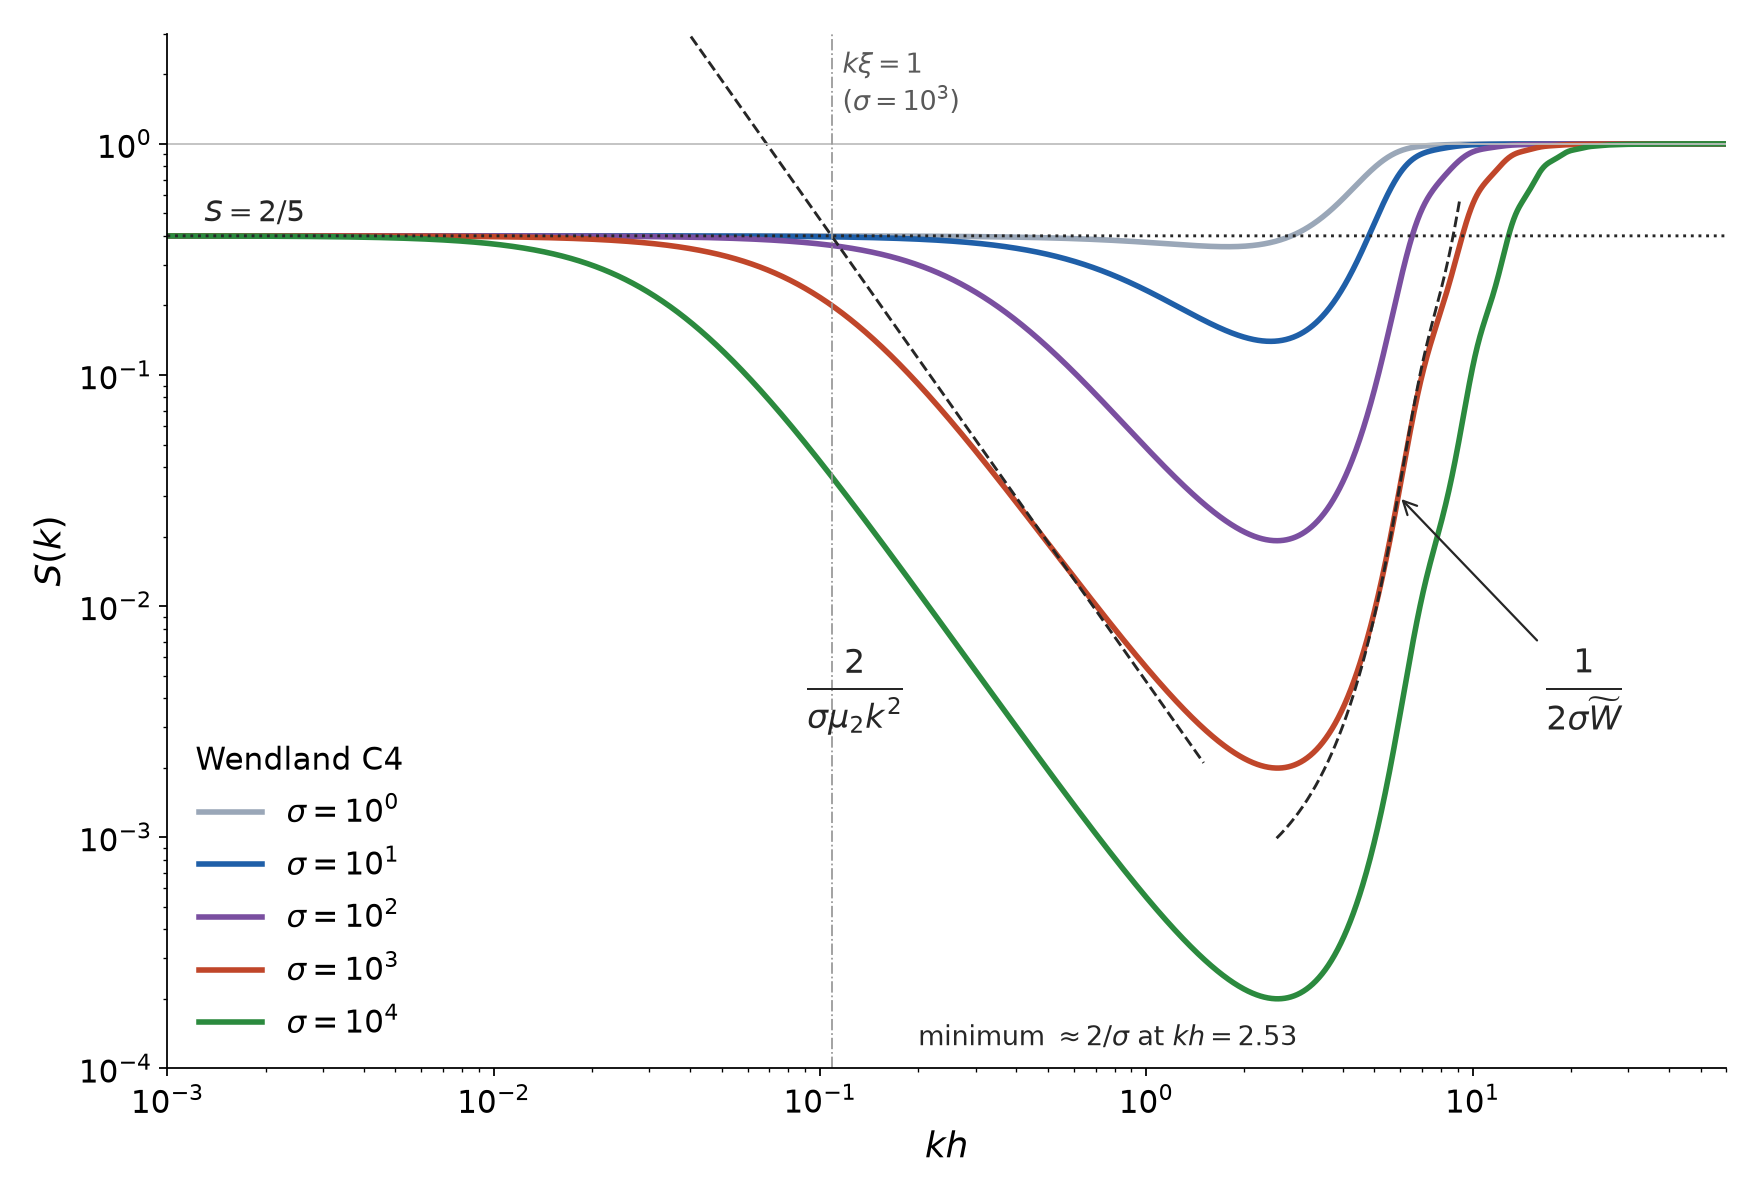 kξ = 1
(σ = 10³)
10⁰
S = 2/5
10⁻¹
S(k)
10⁻²
2
σμ₂k²
1
2σW̃
Wendland C4
σ = 10⁰
10⁻³
σ = 10¹
σ = 10²
σ = 10³
σ = 10⁴
minimum ≈ 2/σ at kh = 2.53
10⁻⁴
10⁻³
10⁻²
10⁻¹
10⁰
10¹
kh